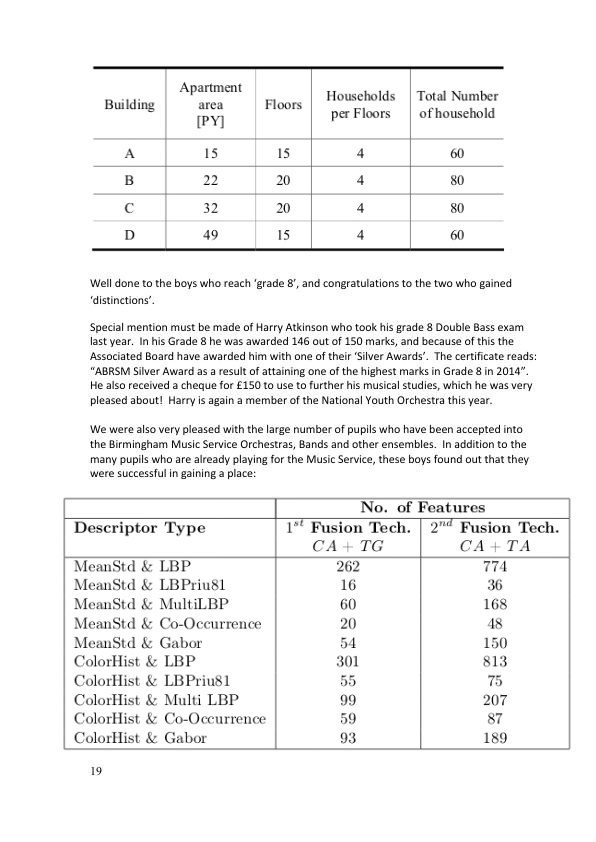 Building Apartment area [PY] Floors Households per Floors Total Number of household
A 15 15 4 60
B 22 20 4 80
C 32 20 4 80
D 49 15 4 60
Well done to the boys who reach ‘grade 8’, and congratulations to the two who gained
‘distinctions’.
Special mention must be made of Harry Atkinson who took his grade 8 Double Bass exam
last year.  In his Grade 8 he was awarded 146 out of 150 marks, and because of this the
Associated Board have awarded him with one of their ‘Silver Awards’.  The certificate reads:
“ABRSM Silver Award as a result of attaining one of the highest marks in Grade 8 in 2014”.
He also received a cheque for £150 to use to further his musical studies, which he was very
pleased about!  Harry is again a member of the National Youth Orchestra this year.
We were also very pleased with the large number of pupils who have been accepted into
the Birmingham Music Service Orchestras, Bands and other ensembles.  In addition to the
many pupils who are already playing for the Music Service, these boys found out that they
were successful in gaining a place:
No. of Features
Descriptor Type 1st Fusion Tech. 2nd Fusion Tech.
CA + TG CA + TA
MeanStd & LBP 262 774
MeanStd & LBPriu81 16 36
MeanStd & MultiLBP 60 168
MeanStd & Co-Occurrence 20 48
MeanStd & Gabor 54 150
ColorHist & LBP 301 813
ColorHist & LBPriu81 55 75
ColorHist & Multi LBP 99 207
ColorHist & Co-Occurrence 59 87
ColorHist & Gabor 93 189
19